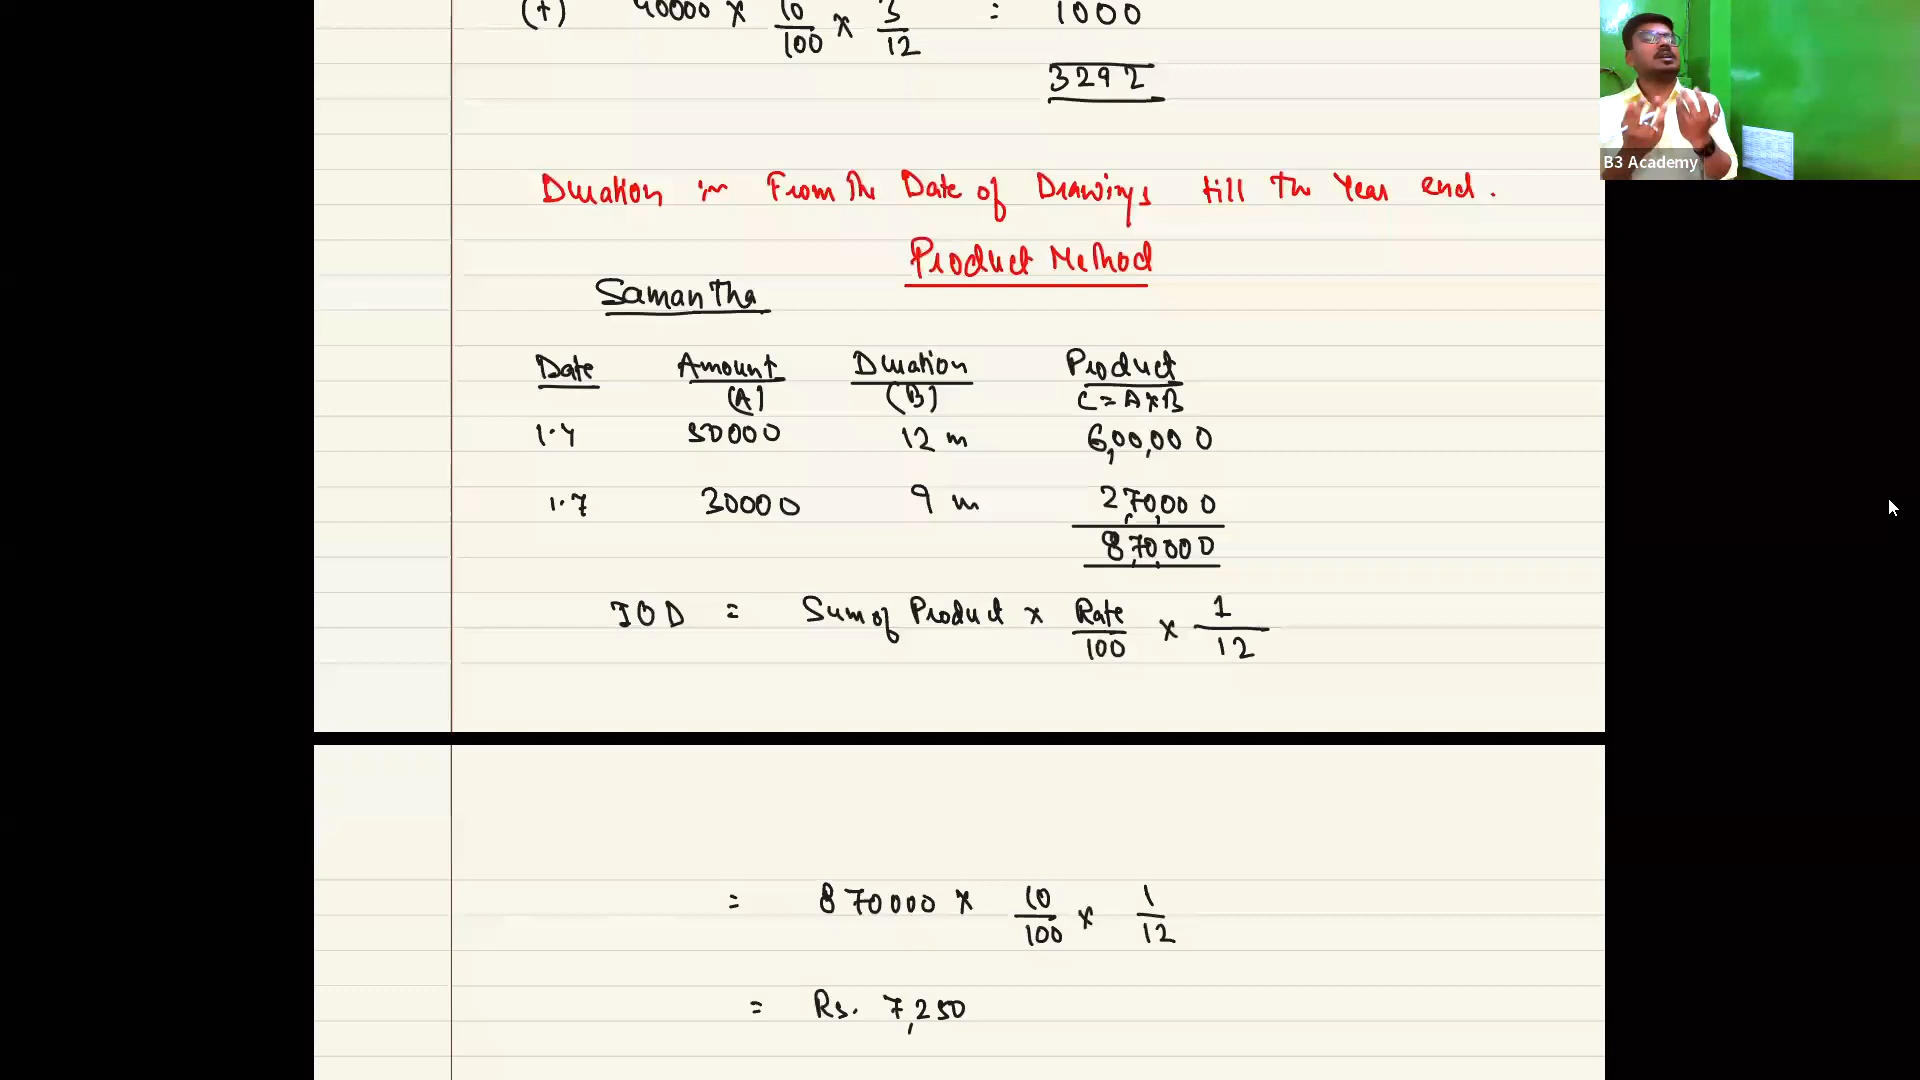 (+) 40000 × 10/100 × 3/12 = 1000
3292
B3 Academy
Duration is From the Date of Drawings till the Year end.
Product Method
Samantha
Date Amount Duration Product
(A) (B) C = A×B
1.4 50000 12 m 6,00,000
1.7 30000 9 m 2,70,000
8,70,000
IOD = Sum of Product × Rate/100 × 1/12
= 870000 × 10/100 × 1/12
= Rs. 7,250